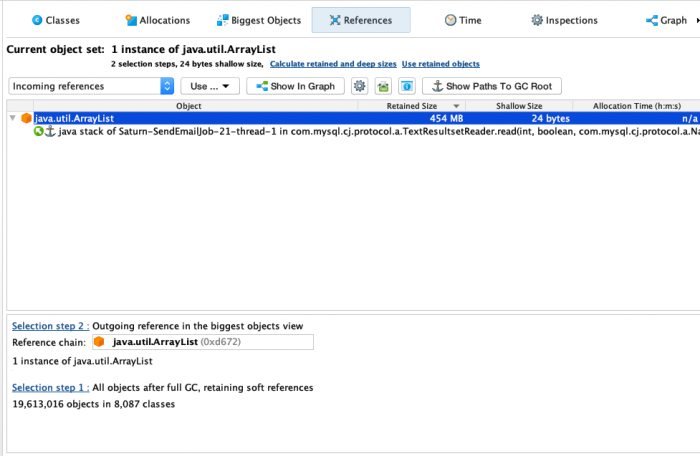 Classes Allocations Biggest Objects References Time Inspections Graph
Current object set: 1 instance of java.util.ArrayList
2 selection steps, 24 bytes shallow size, Calculate retained and deep sizes Use retained objects
Incoming references Use ... Show In Graph Show Paths To GC Root
Object Retained Size Shallow Size Allocation Time (h:m:s)
java.util.ArrayList 454 MB 24 bytes n/a
java stack of Saturn-SendEmailJob-21-thread-1 in com.mysql.cj.protocol.a.TextResultsetReader.read(int, boolean, com.mysql.cj.protocol.a.Na
Selection step 2 : Outgoing reference in the biggest objects view
Reference chain: java.util.ArrayList (0xd672)
1 instance of java.util.ArrayList
Selection step 1 : All objects after full GC, retaining soft references
19,613,016 objects in 8,087 classes